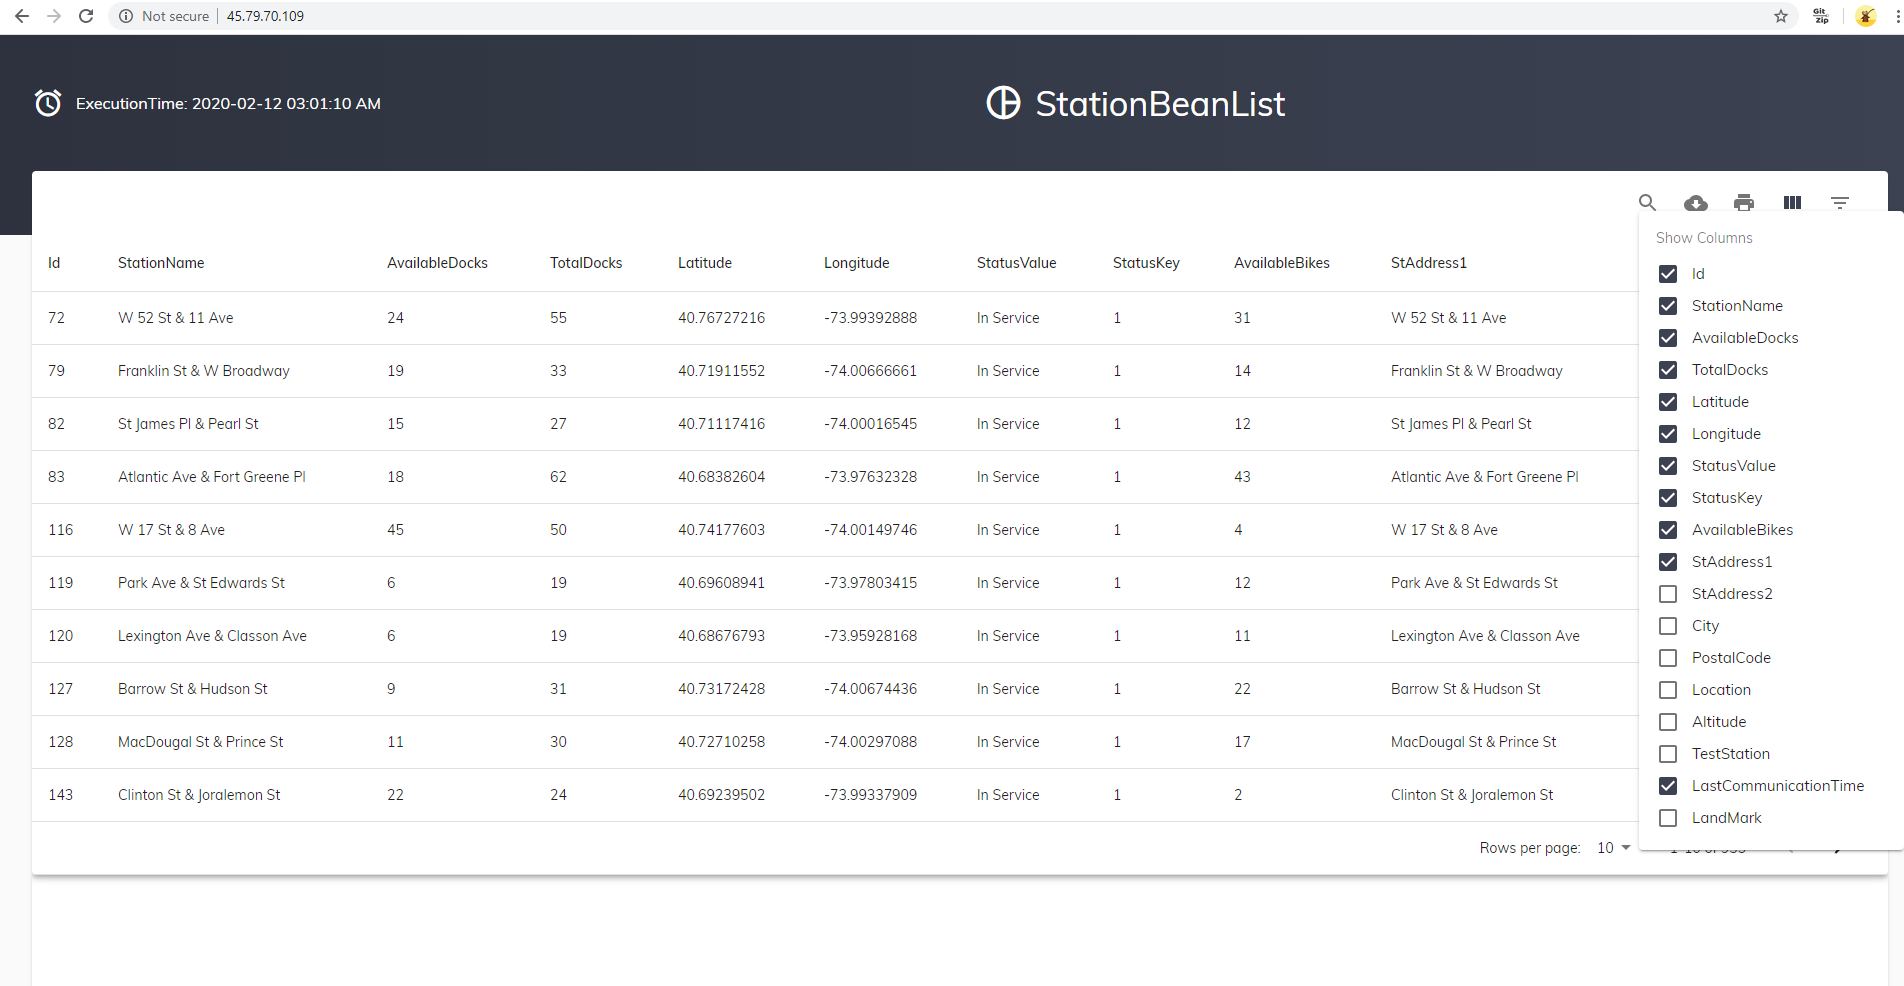 Not secure 45.79.70.109
Git Zip
ExecutionTime: 2020-02-12 03:01:10 AM
StationBeanList
Id StationName AvailableDocks TotalDocks Latitude Longitude StatusValue StatusKey AvailableBikes StAddress1
72 W 52 St & 11 Ave 24 55 40.76727216 -73.99392888 In Service 1 31 W 52 St & 11 Ave
79 Franklin St & W Broadway 19 33 40.71911552 -74.00666661 In Service 1 14 Franklin St & W Broadway
82 St James Pl & Pearl St 15 27 40.71117416 -74.00016545 In Service 1 12 St James Pl & Pearl St
83 Atlantic Ave & Fort Greene Pl 18 62 40.68382604 -73.97632328 In Service 1 43 Atlantic Ave & Fort Greene Pl
116 W 17 St & 8 Ave 45 50 40.74177603 -74.00149746 In Service 1 4 W 17 St & 8 Ave
119 Park Ave & St Edwards St 6 19 40.69608941 -73.97803415 In Service 1 12 Park Ave & St Edwards St
120 Lexington Ave & Classon Ave 6 19 40.68676793 -73.95928168 In Service 1 11 Lexington Ave & Classon Ave
127 Barrow St & Hudson St 9 31 40.73172428 -74.00674436 In Service 1 22 Barrow St & Hudson St
128 MacDougal St & Prince St 11 30 40.72710258 -74.00297088 In Service 1 17 MacDougal St & Prince St
143 Clinton St & Joralemon St 22 24 40.69239502 -73.99337909 In Service 1 2 Clinton St & Joralemon St
Rows per page: 10
Show Columns
Id
StationName
AvailableDocks
TotalDocks
Latitude
Longitude
StatusValue
StatusKey
AvailableBikes
StAddress1
StAddress2
City
PostalCode
Location
Altitude
TestStation
LastCommunicationTime
LandMark